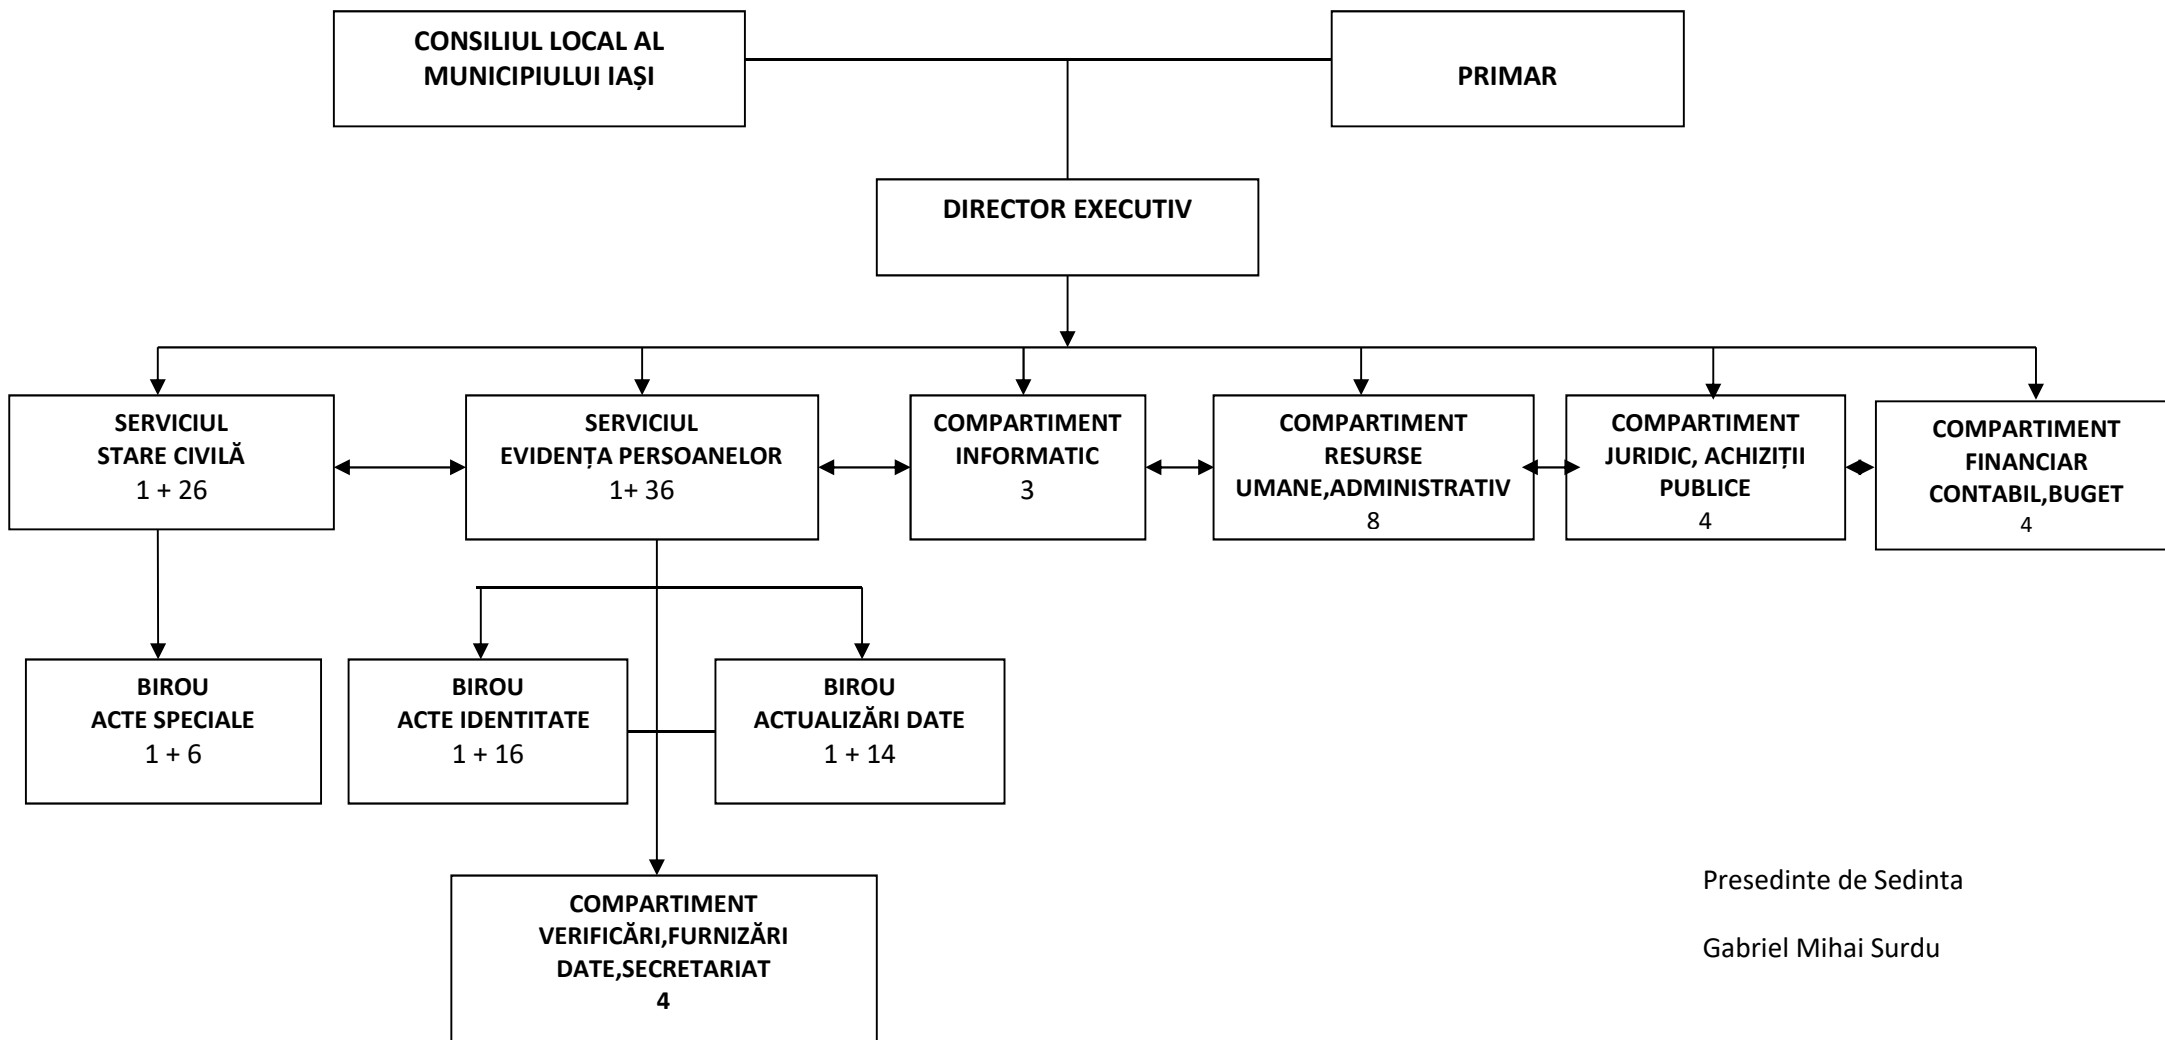 CONSILIUL LOCAL AL
MUNICIPIULUI IAȘI
PRIMAR
DIRECTOR EXECUTIV
SERVICIUL
STARE CIVILĂ
1 + 26
SERVICIUL
EVIDENȚA PERSOANELOR
1+ 36
COMPARTIMENT
INFORMATIC
3
COMPARTIMENT
RESURSE
UMANE,ADMINISTRATIV
8
COMPARTIMENT
JURIDIC, ACHIZIȚII
PUBLICE
4
COMPARTIMENT
FINANCIAR
CONTABIL,BUGET
4
BIROU
ACTE SPECIALE
1 + 6
BIROU
ACTE IDENTITATE
1 + 16
BIROU
ACTUALIZĂRI DATE
1 + 14
COMPARTIMENT
VERIFICĂRI,FURNIZĂRI
DATE,SECRETARIAT
4
Presedinte de Sedinta
Gabriel Mihai Surdu